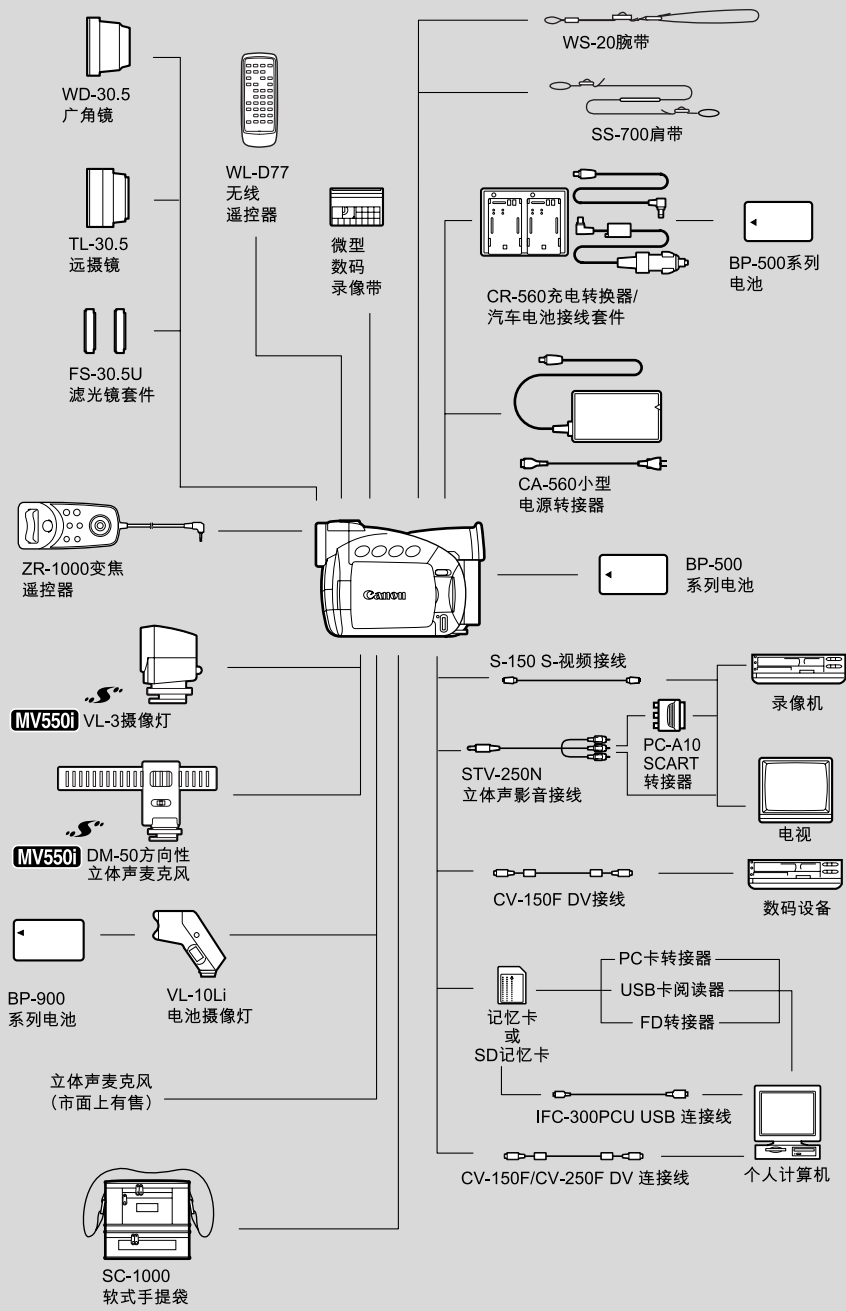 WD-30.5
广角镜
TL-30.5
远摄镜
FS-30.5U
滤光镜套件
WL-D77
无线
遥控器
微型
数码
录像带
WS-20腕带
SS-700肩带
CR-560充电转换器/
汽车电池接线套件
BP-500系列
电池
CA-560小型
电源转接器
ZR-1000变焦
遥控器
Canon
BP-500
系列电池
MV550i VL-3摄像灯
MV550i DM-50方向性
立体声麦克风
BP-900
系列电池
VL-10Li
电池摄像灯
立体声麦克风
(市面上有售)
SC-1000
软式手提袋
S-150 S-视频接线
录像机
STV-250N
立体声影音接线
PC-A10
SCART
转接器
电视
CV-150F DV接线
数码设备
记忆卡
或
SD记忆卡
PC卡转接器
USB卡阅读器
FD转接器
IFC-300PCU USB 连接线
CV-150F/CV-250F DV 连接线
个人计算机